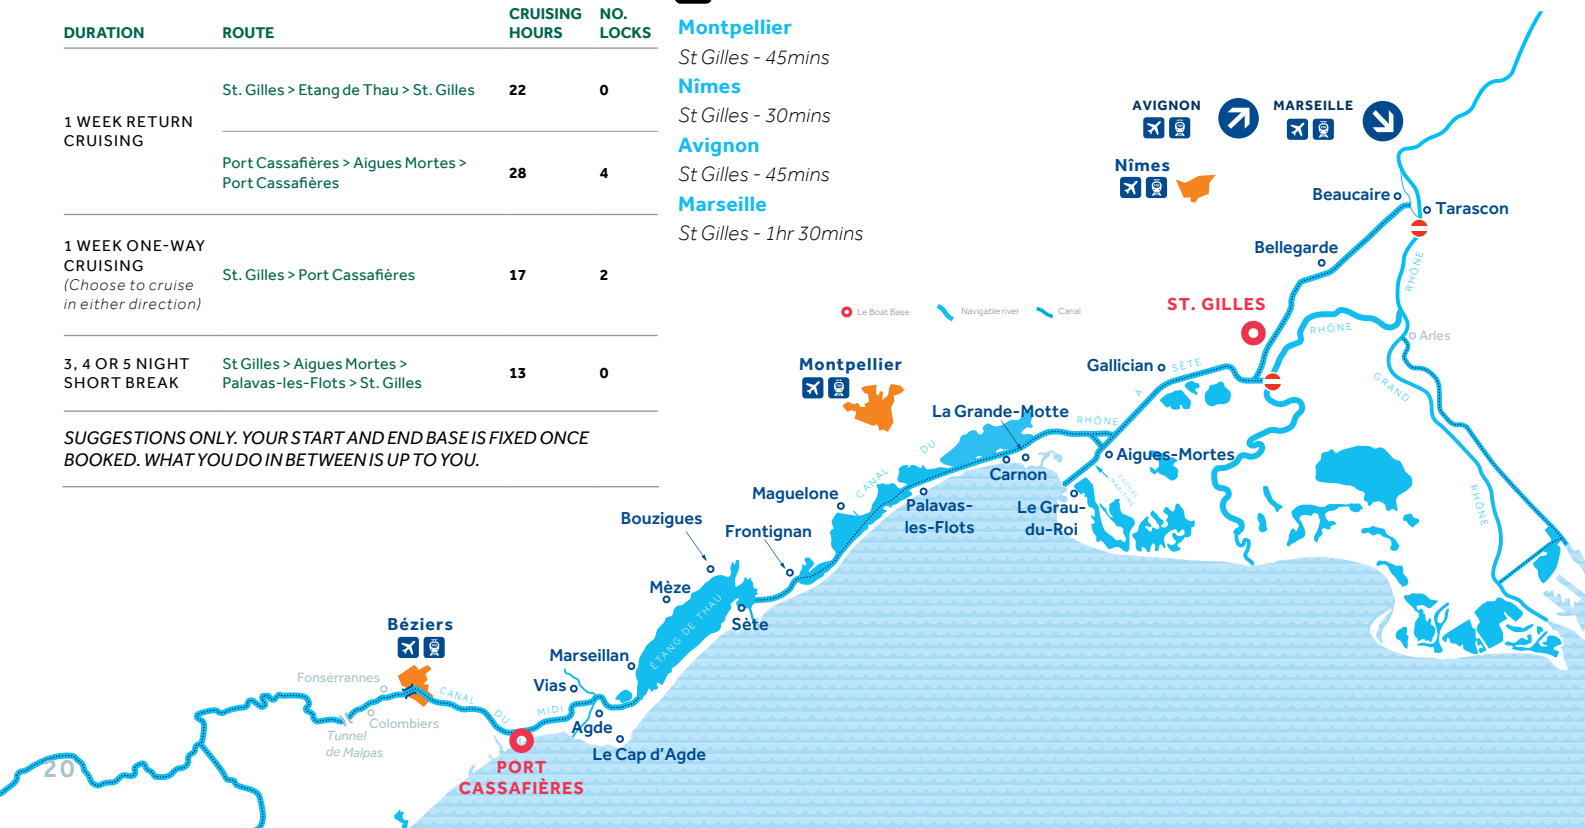 DURATION
ROUTE
CRUISING
HOURS
NO.
LOCKS
1 WEEK RETURN
CRUISING
St. Gilles > Etang de Thau > St. Gilles
22
0
Port Cassafières > Aigues Mortes >
Port Cassafières
28
4
1 WEEK ONE-WAY
CRUISING
(Choose to cruise
in either direction)
St. Gilles > Port Cassafières
17
2
3, 4 OR 5 NIGHT
SHORT BREAK
St Gilles > Aigues Mortes >
Palavas-les-Flots > St. Gilles
13
0
SUGGESTIONS ONLY. YOUR START AND END BASE IS FIXED ONCE
BOOKED. WHAT YOU DO IN BETWEEN IS UP TO YOU.
Montpellier
St Gilles - 45mins
Nîmes
St Gilles - 30mins
Avignon
St Gilles - 45mins
Marseille
St Gilles - 1hr 30mins
AVIGNON
MARSEILLE
Nîmes
Beaucaire
Tarascon
Bellegarde
RHÔNE
ST. GILLES
Le Boat Base
Navigable river
Canal
RHÔNE
Arles
Montpellier
Gallician
SÈTE
À
GRAND
La Grande-Motte
RHÔNE
DU
CANAL
Aigues-Mortes
Carnon
CHENAL
MARITIME
Maguelone
Palavas-
les-Flots
Le Grau-
du-Roi
RHÔNE
Bouzigues
Frontignan
Mèze
ÉTANG DE THAU
Sète
Béziers
Marseillan
Fonsérrannes
Vias
CANAL
DU
MIDI
Colombiers
Tunnel
de Malpas
Agde
Le Cap d'Agde
PORT
CASSAFIÈRES
20